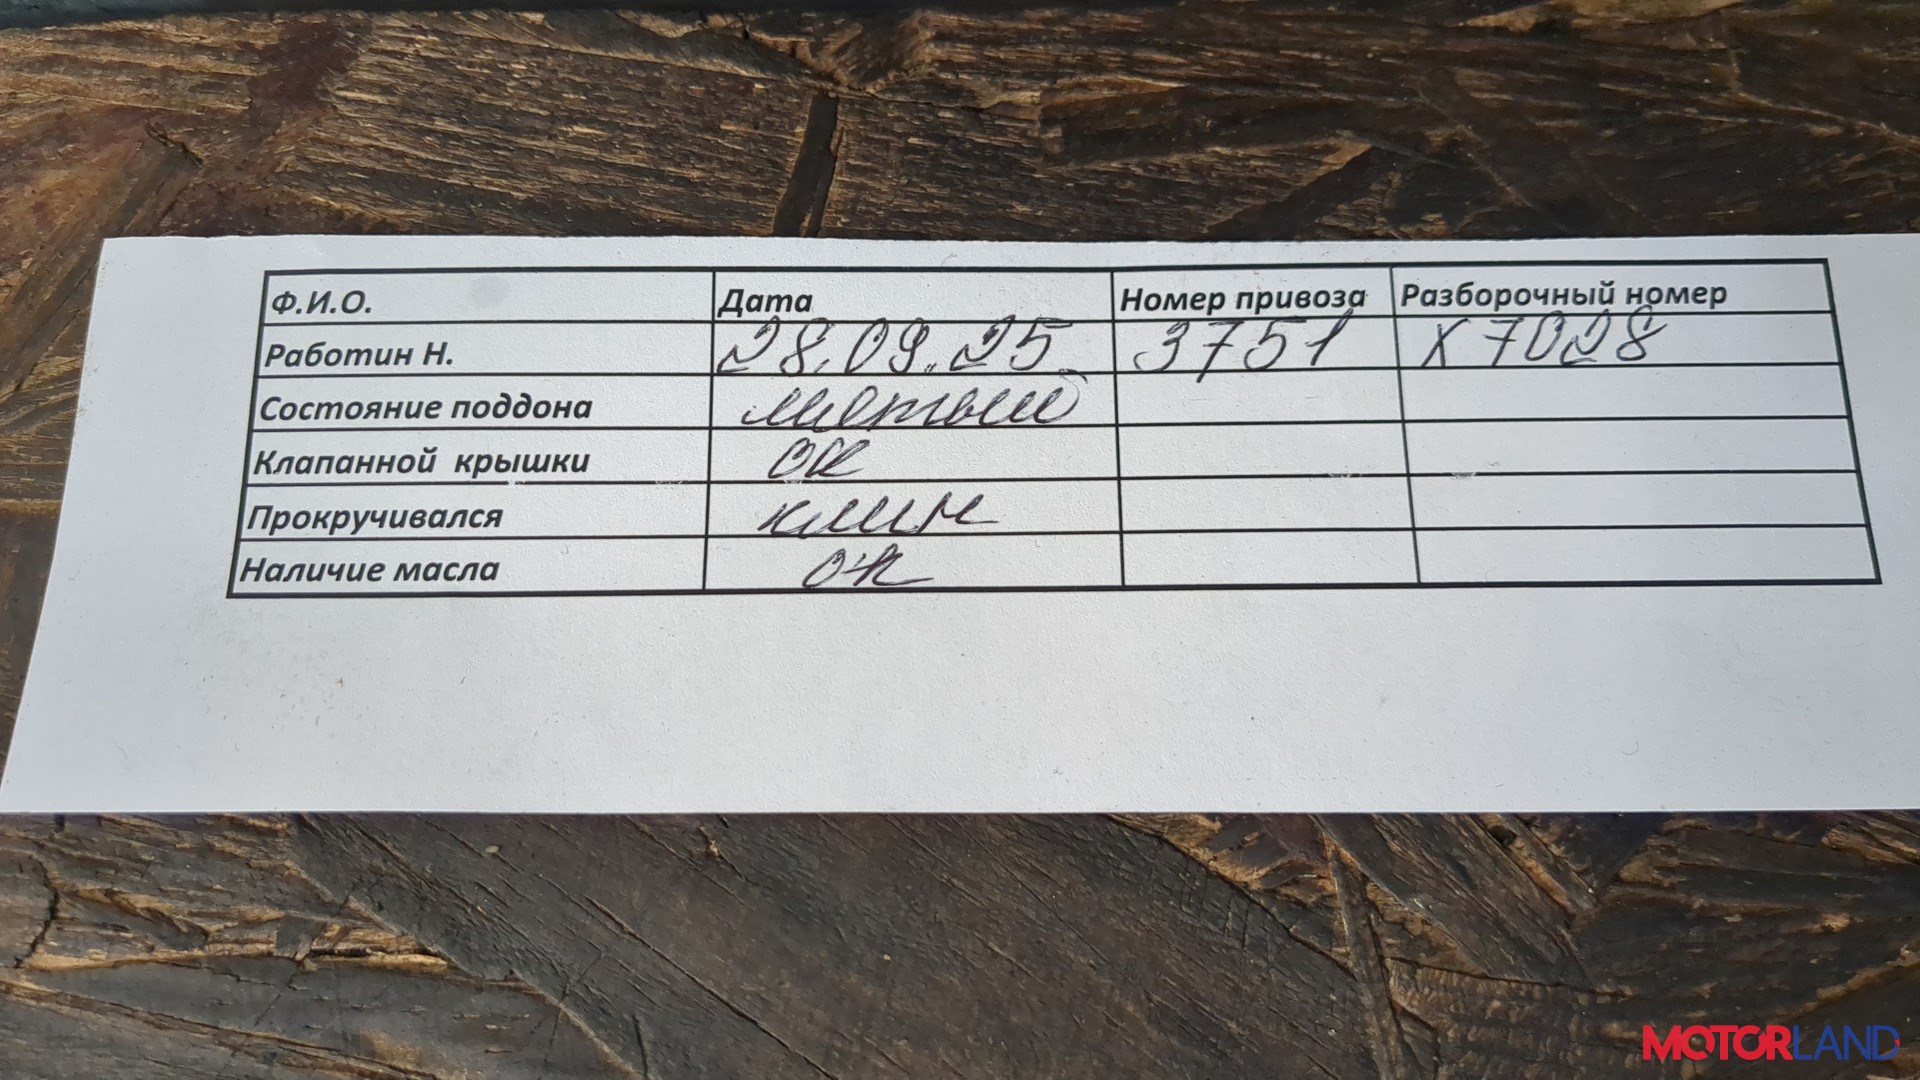 Ф.И.О. Дата Номер привоза Разборочный номер
Работин Н. 28.09.25 3751 X7028
Состояние поддона мятый
Клапанной крышки ок
Прокручивался клин
Наличие масла ок
MOTORLAND